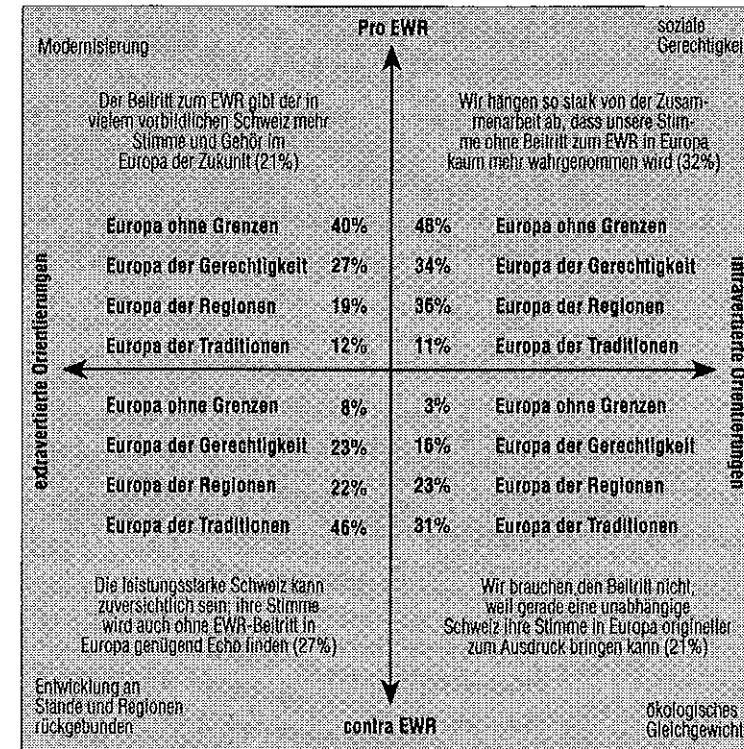 Pro EWR
Modernisierung
soziale
Gerechtigkeit
Der Beitritt zum EWR gibt der in
vielem vorbildlichen Schweiz mehr
Stimme und Gehör im
Europa der Zukunft (21%)
Wir hängen so stark von der Zusam-
menarbeit ab, dass unsere Stim-
me ohne Beitritt zum EWR in Europa
kaum mehr wahrgenommen wird (32%)
extravertierte Orientierungen
Europa ohne Grenzen 40% 48% Europa ohne Grenzen
Europa der Gerechtigkeit 27% 34% Europa der Gerechtigkeit
Europa der Regionen 19% 36% Europa der Regionen
Europa der Traditionen 12% 11% Europa der Traditionen
Europa ohne Grenzen 8% 3% Europa ohne Grenzen
Europa der Gerechtigkeit 23% 16% Europa der Gerechtigkeit
Europa der Regionen 22% 23% Europa der Regionen
Europa der Traditionen 46% 31% Europa der Traditionen
intravertierte Orientierungen
Die leistungsstarke Schweiz kann
zuversichtlich sein; ihre Stimme
wird auch ohne EWR-Beitritt in
Europa genügend Echo finden (27%)
Wir brauchen den Beitritt nicht,
weil gerade eine unabhängige
Schweiz ihre Stimme in Europa origineller
zum Ausdruck bringen kann (21%)
Entwicklung an
Stände und Regionen
rückgebunden
contra EWR
ökologisches
Gleichgewicht